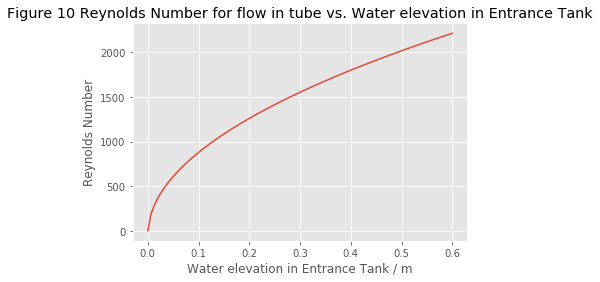 Figure 10 Reynolds Number for flow in tube vs. Water elevation in Entrance Tank
2000
1500
1000
500
0
Reynolds Number
0.0 0.1 0.2 0.3 0.4 0.5 0.6
Water elevation in Entrance Tank / m